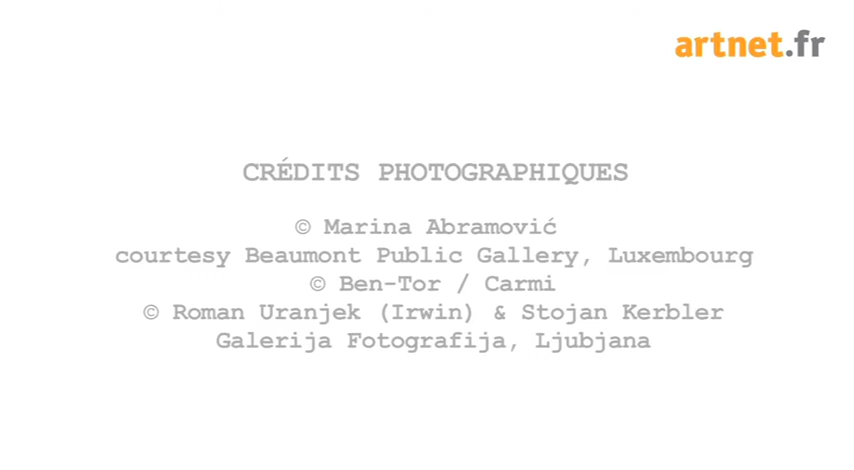 artnet.fr
CRÉDITS PHOTOGRAPHIQUES
© Marina Abramović
courtesy Beaumont Public Gallery, Luxembourg
© Ben-Tor / Carmi
© Roman Uranjek (Irwin) & Stojan Kerbler
Galerija Fotografija, Ljubjana